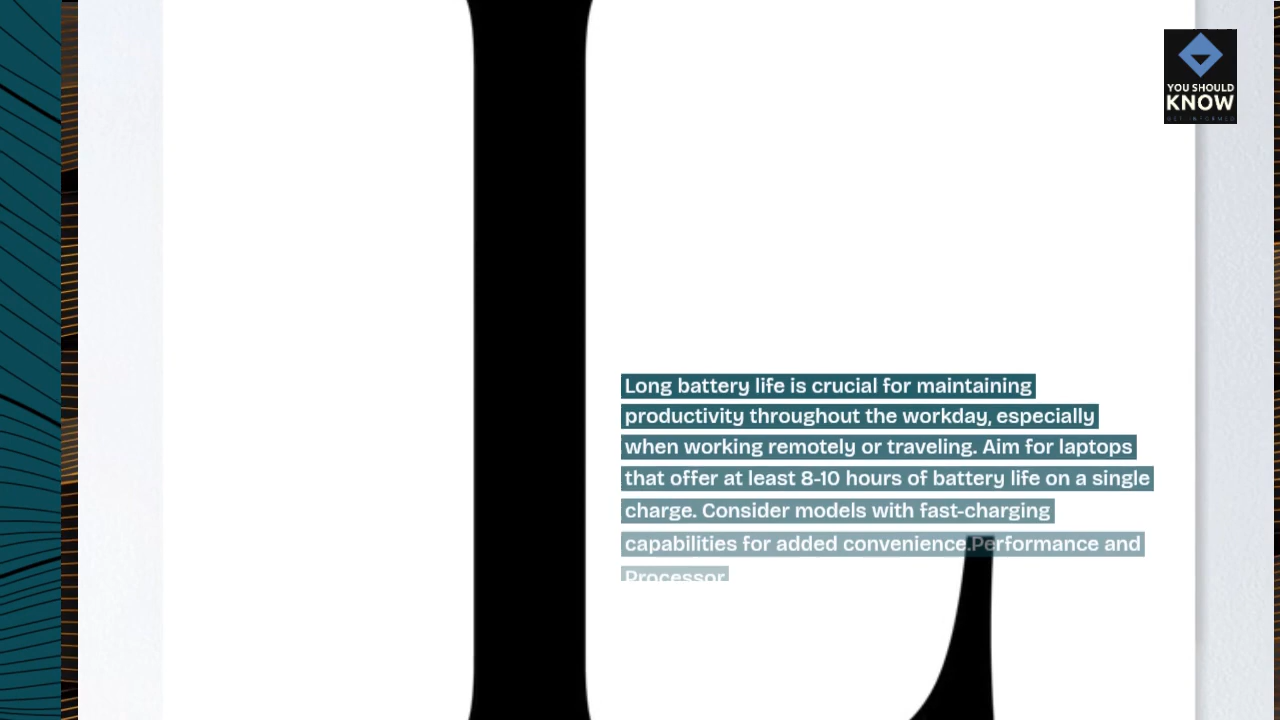 YOU SHOULD
KNOW
GET INFORMED
Long battery life is crucial for maintaining
productivity throughout the workday, especially
when working remotely or traveling. Aim for laptops
that offer at least 8-10 hours of battery life on a single
charge. Consider models with fast-charging
capabilities for added convenience.Performance and
Processor
L